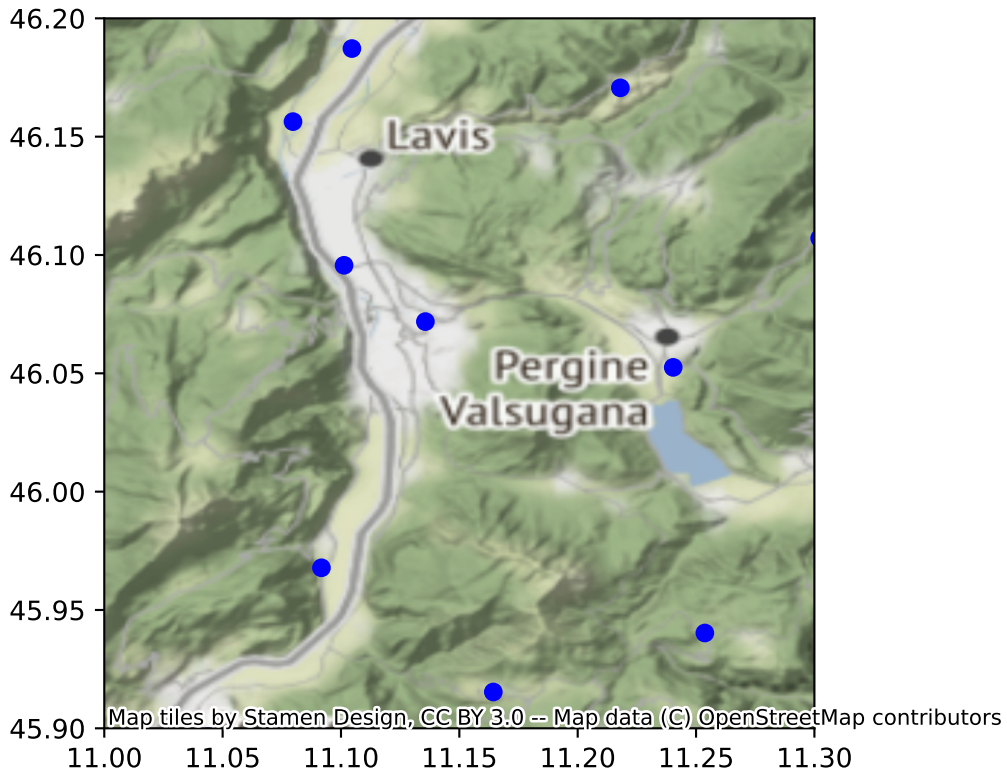 46.20
46.15
46.10
46.05
46.00
45.95
45.90
Lavis
Pergine
Valsugana
Map tiles by Stamen Design, CC BY 3.0 -- Map data (C) OpenStreetMap contributors
11.00 11.05 11.10 11.15 11.20 11.25 11.30